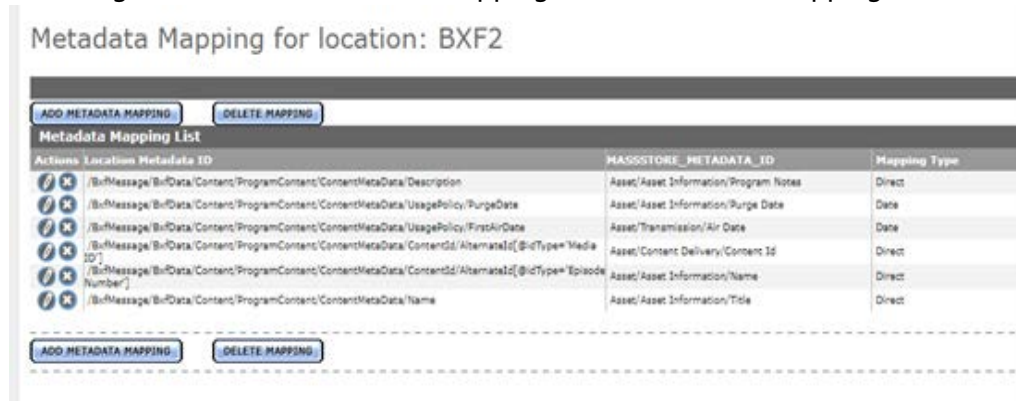 Metadata Mapping for location: BXF2
ADD METADATA MAPPING DELETE MAPPING
Metadata Mapping List
Actions Location Metadata ID MASSSTORE_METADATA_ID Mapping Type
/BxfMessage/BxfData/Content/ProgramContent/ContentMetaData/Description Asset/Asset Information/Program Notes Direct
/BxfMessage/BxfData/Content/ProgramContent/ContentMetaData/UsagePolicy/PurgeDate Asset/Asset Information/Purge Date Date
/BxfMessage/BxfData/Content/ProgramContent/ContentMetaData/UsagePolicy/FirstAirDate Asset/Transmission/Air Date Date
/BxfMessage/BxfData/Content/ProgramContent/ContentMetaData/ContentId/AlternateId[@idType='Media
ID'] Asset/Content Delivery/Content Id Direct
/BxfMessage/BxfData/Content/ProgramContent/ContentMetaData/ContentId/AlternateId[@idType='Episode
Number'] Asset/Asset Information/Name Direct
/BxfMessage/BxfData/Content/ProgramContent/ContentMetaData/Name Asset/Asset Information/Title Direct
ADD METADATA MAPPING DELETE MAPPING